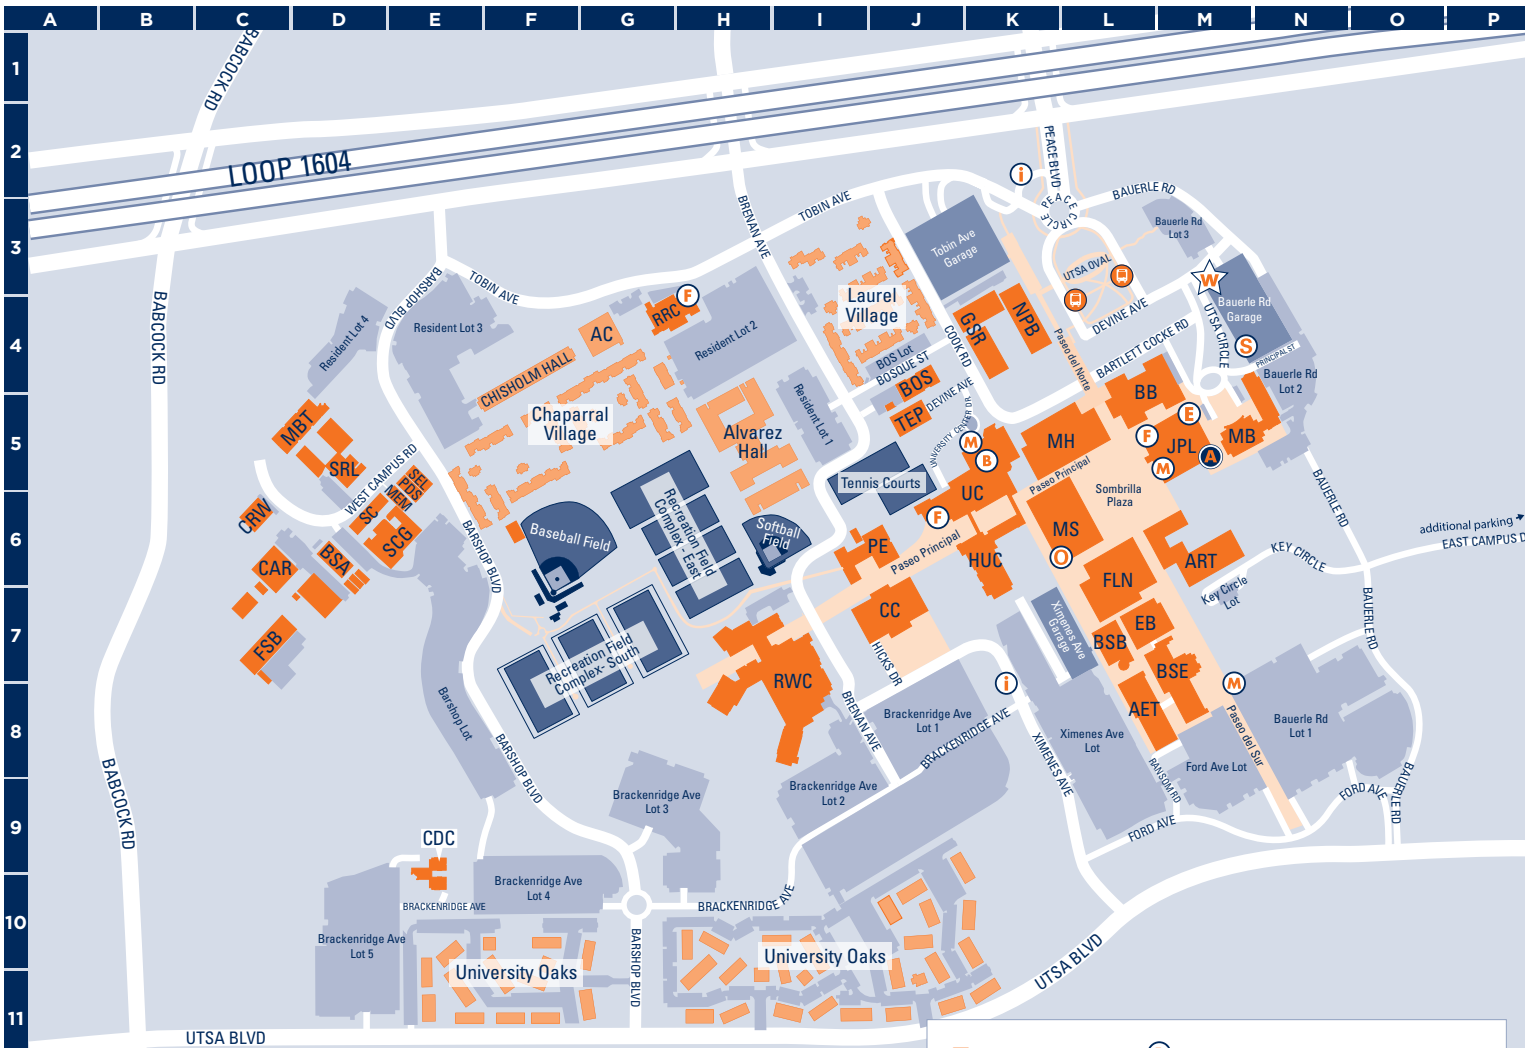 A B C D E F G H I J K L M N O P
1
2
3
4
5
6
7
8
9
10
11
BABCOCK RD
BABCOCK RD
BABCOCK RD
BABCOCK RD
LOOP 1604
PEACE BLVD
PEACE CIRCLE
i
BAUERLE RD
Bauerle Rd
Lot 3
TOBIN AVE
BRENAN AVE
Tobin Ave
Garage
UTSA OVAL
W
Bauerle Rd
Garage
DEVINE AVE
UTSA CIRCLE
S
PRINCIPAL ST
Bauerle Rd
Lot 2
BARTLETT COCKE RD
BARSHOP BLVD
TOBIN AVE
Resident Lot 4
Resident Lot 3
AC
RRC
F
Resident Lot 2
Laurel
Village
BOS Lot
BOSQUE ST
BOS
TEP
DEVINE AVE
COOK RD
GSR
NPB
Paseo del Norte
CHISHOLM HALL
Chaparral
Village
Alvarez
Hall
Resident Lot 1
UNIVERSITY CENTER DR
M
B
MH
BB
F
E
JPL
M
A
MB
MBT
SRL
WEST CAMPUS RD
SEL
PDS
MEM
SC
SCG
CRW
CAR
BSA
FSB
Tennis Courts
UC
Paseo Principal
Sombrilla
Plaza
BAUERLE RD
Baseball Field
Recreation Field
Complex - East
Softball
Field
PE
F
Paseo Principal
HUC
MS
O
ART
additional parking
EAST CAMPUS D
KEY CIRCLE
Key Circle
Lot
BARSHOP BLVD
Recreation Field
Complex- South
CC
HICKS DR
FLN
EB
BSB
BSE
AET
Ximenes Ave
Garage
BAUERLE RD
RWC
BRENAN AVE
i
M
Barshop Lot
BARSHOP BLVD
Brackenridge Ave
Lot 1
BRACKENRIDGE AVE
XIMENES AVE
Ximenes Ave
Lot
RANSOM RD
Ford Ave Lot
Paseo del Sur
Bauerle Rd
Lot 1
BAUERLE RD
FORD AVE
FORD AVE
Brackenridge Ave
Lot 3
Brackenridge Ave
Lot 2
CDC
Brackenridge Ave
Lot 4
BRACKENRIDGE AVE
BRACKENRIDGE AVE
Brackenridge Ave
Lot 5
University Oaks
BARSHOP BLVD
University Oaks
UTSA BLVD
UTSA BLVD